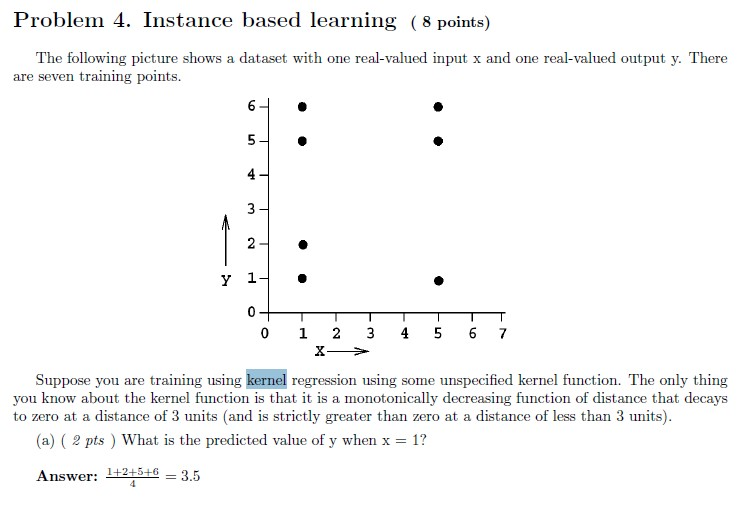 Problem 4. Instance based learning ( 8 points)
The following picture shows a dataset with one real-valued input x and one real-valued output y. There
are seven training points.
6
5
4
3
2
Y 1
0
0 1 2 3 4 5 6 7
X
Suppose you are training using kernel regression using some unspecified kernel function. The only thing
you know about the kernel function is that it is a monotonically decreasing function of distance that decays
to zero at a distance of 3 units (and is strictly greater than zero at a distance of less than 3 units).
(a) ( 2 pts ) What is the predicted value of y when x = 1?
Answer: 1+2+5+6 / 4 = 3.5